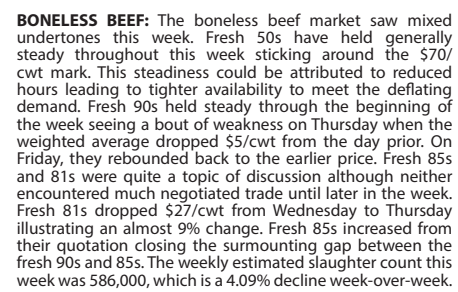 BONELESS BEEF: The boneless beef market saw mixed
undertones this week. Fresh 50s have held generally
steady throughout this week sticking around the $70/
cwt mark. This steadiness could be attributed to reduced
hours leading to tighter availability to meet the deflating
demand. Fresh 90s held steady through the beginning of
the week seeing a bout of weakness on Thursday when the
weighted average dropped $5/cwt from the day prior. On
Friday, they rebounded back to the earlier price. Fresh 85s
and 81s were quite a topic of discussion although neither
encountered much negotiated trade until later in the week.
Fresh 81s dropped $27/cwt from Wednesday to Thursday
illustrating an almost 9% change. Fresh 85s increased from
their quotation closing the surmounting gap between the
fresh 90s and 85s. The weekly estimated slaughter count this
week was 586,000, which is a 4.09% decline week-over-week.